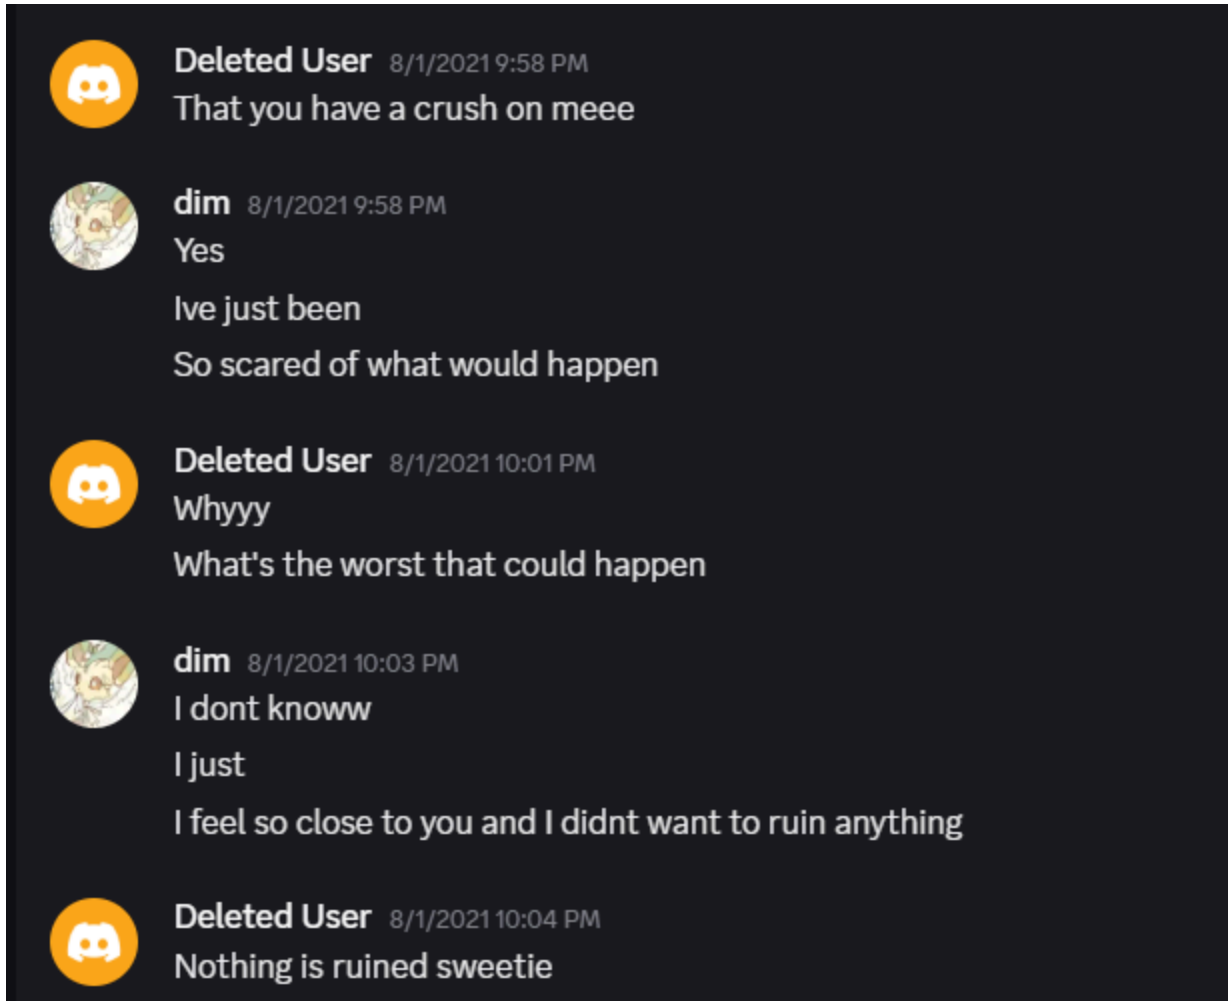 Deleted User 8/1/2021 9:58 PM
That you have a crush on meee
dim 8/1/2021 9:58 PM
Yes
Ive just been
So scared of what would happen
Deleted User 8/1/2021 10:01 PM
Whyyy
What's the worst that could happen
dim 8/1/2021 10:03 PM
I dont knoww
I just
I feel so close to you and I didnt want to ruin anything
Deleted User 8/1/2021 10:04 PM
Nothing is ruined sweetie